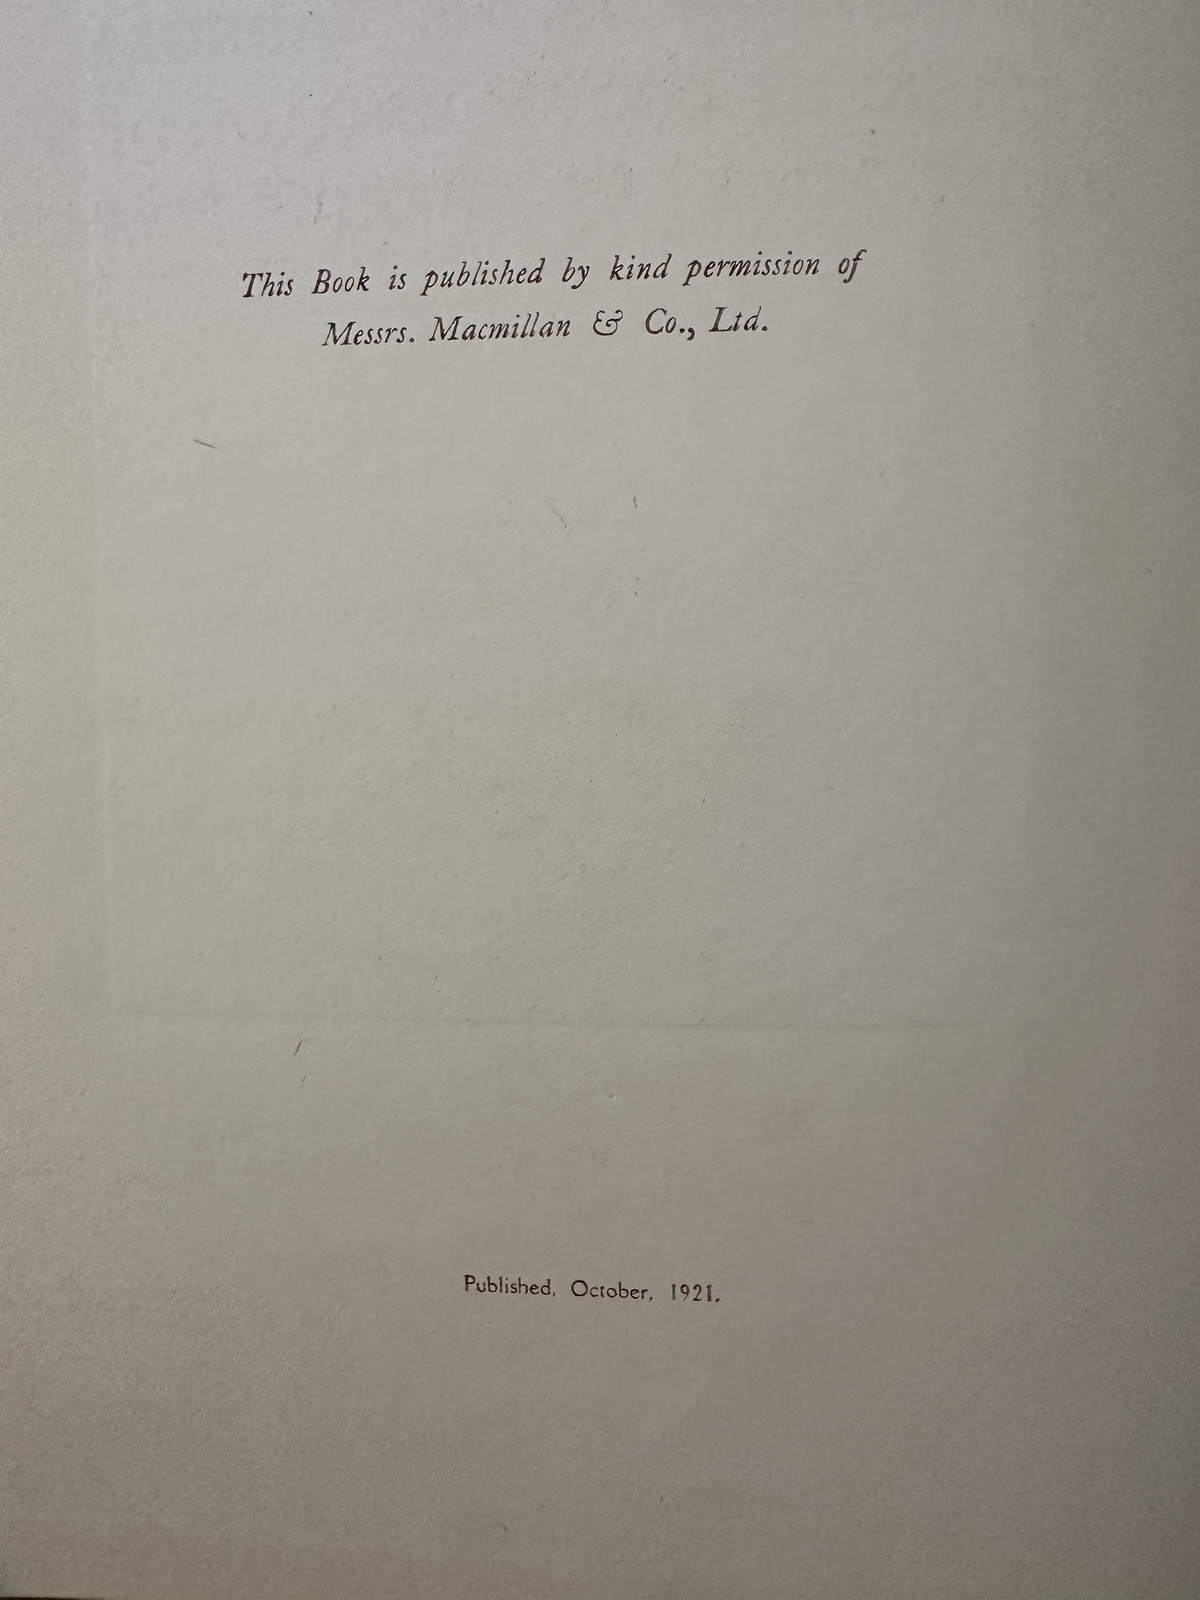 This Book is published by kind permission of
Messrs. Macmillan & Co., Ltd.
Published, October, 1921.